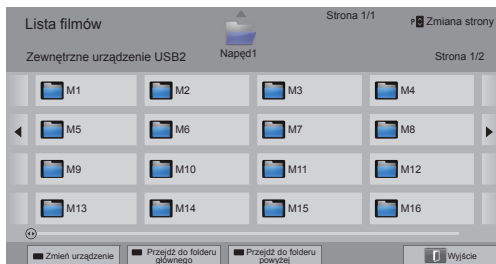 Lista filmów
Strona 1/1
P Zmiana strony
Zewnętrzne urządzenie USB2
Napęd1
Strona 1/2
M1 M2 M3 M4
M5 M6 M7 M8
M9 M10 M11 M12
M13 M14 M15 M16
Zmień urządzenie
Przejdź do folderu
głównego
Przejdź do folderu
powyżej
Wyjście